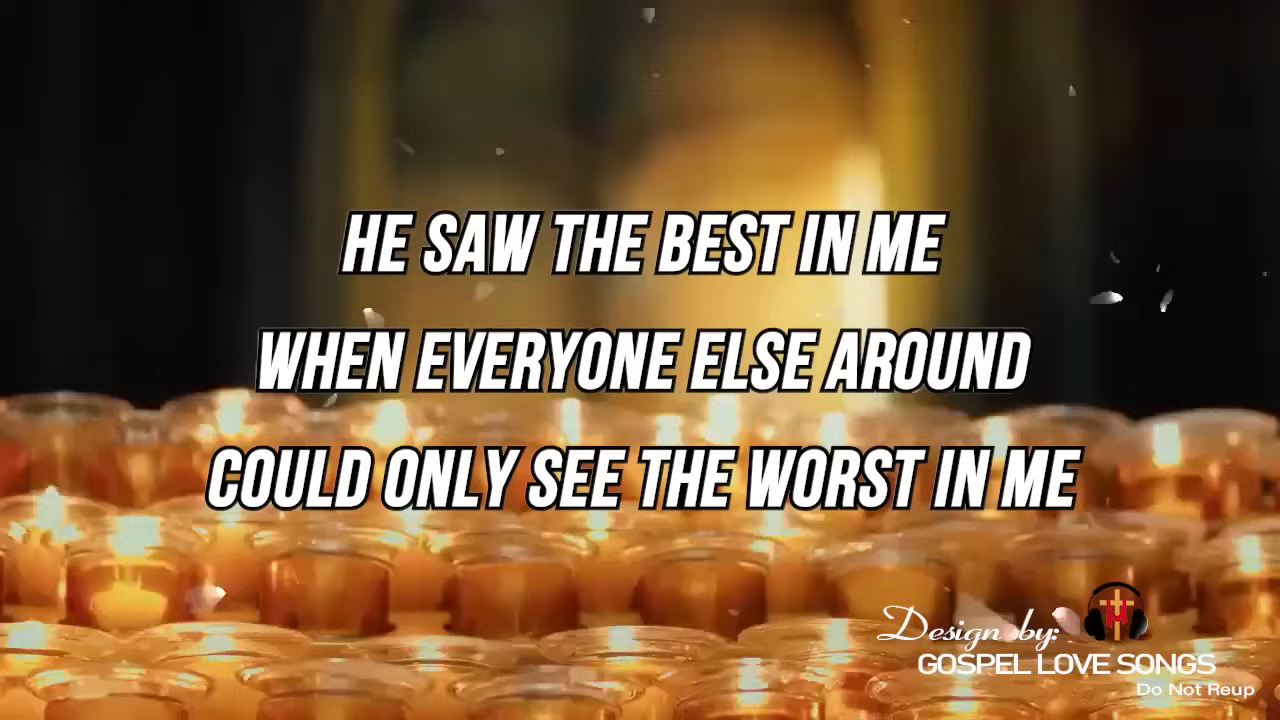 HE SAW THE BEST IN ME
WHEN EVERYONE ELSE AROUND
COULD ONLY SEE THE WORST IN ME
Design by:
GOSPEL LOVE SONGS
Do Not Reup